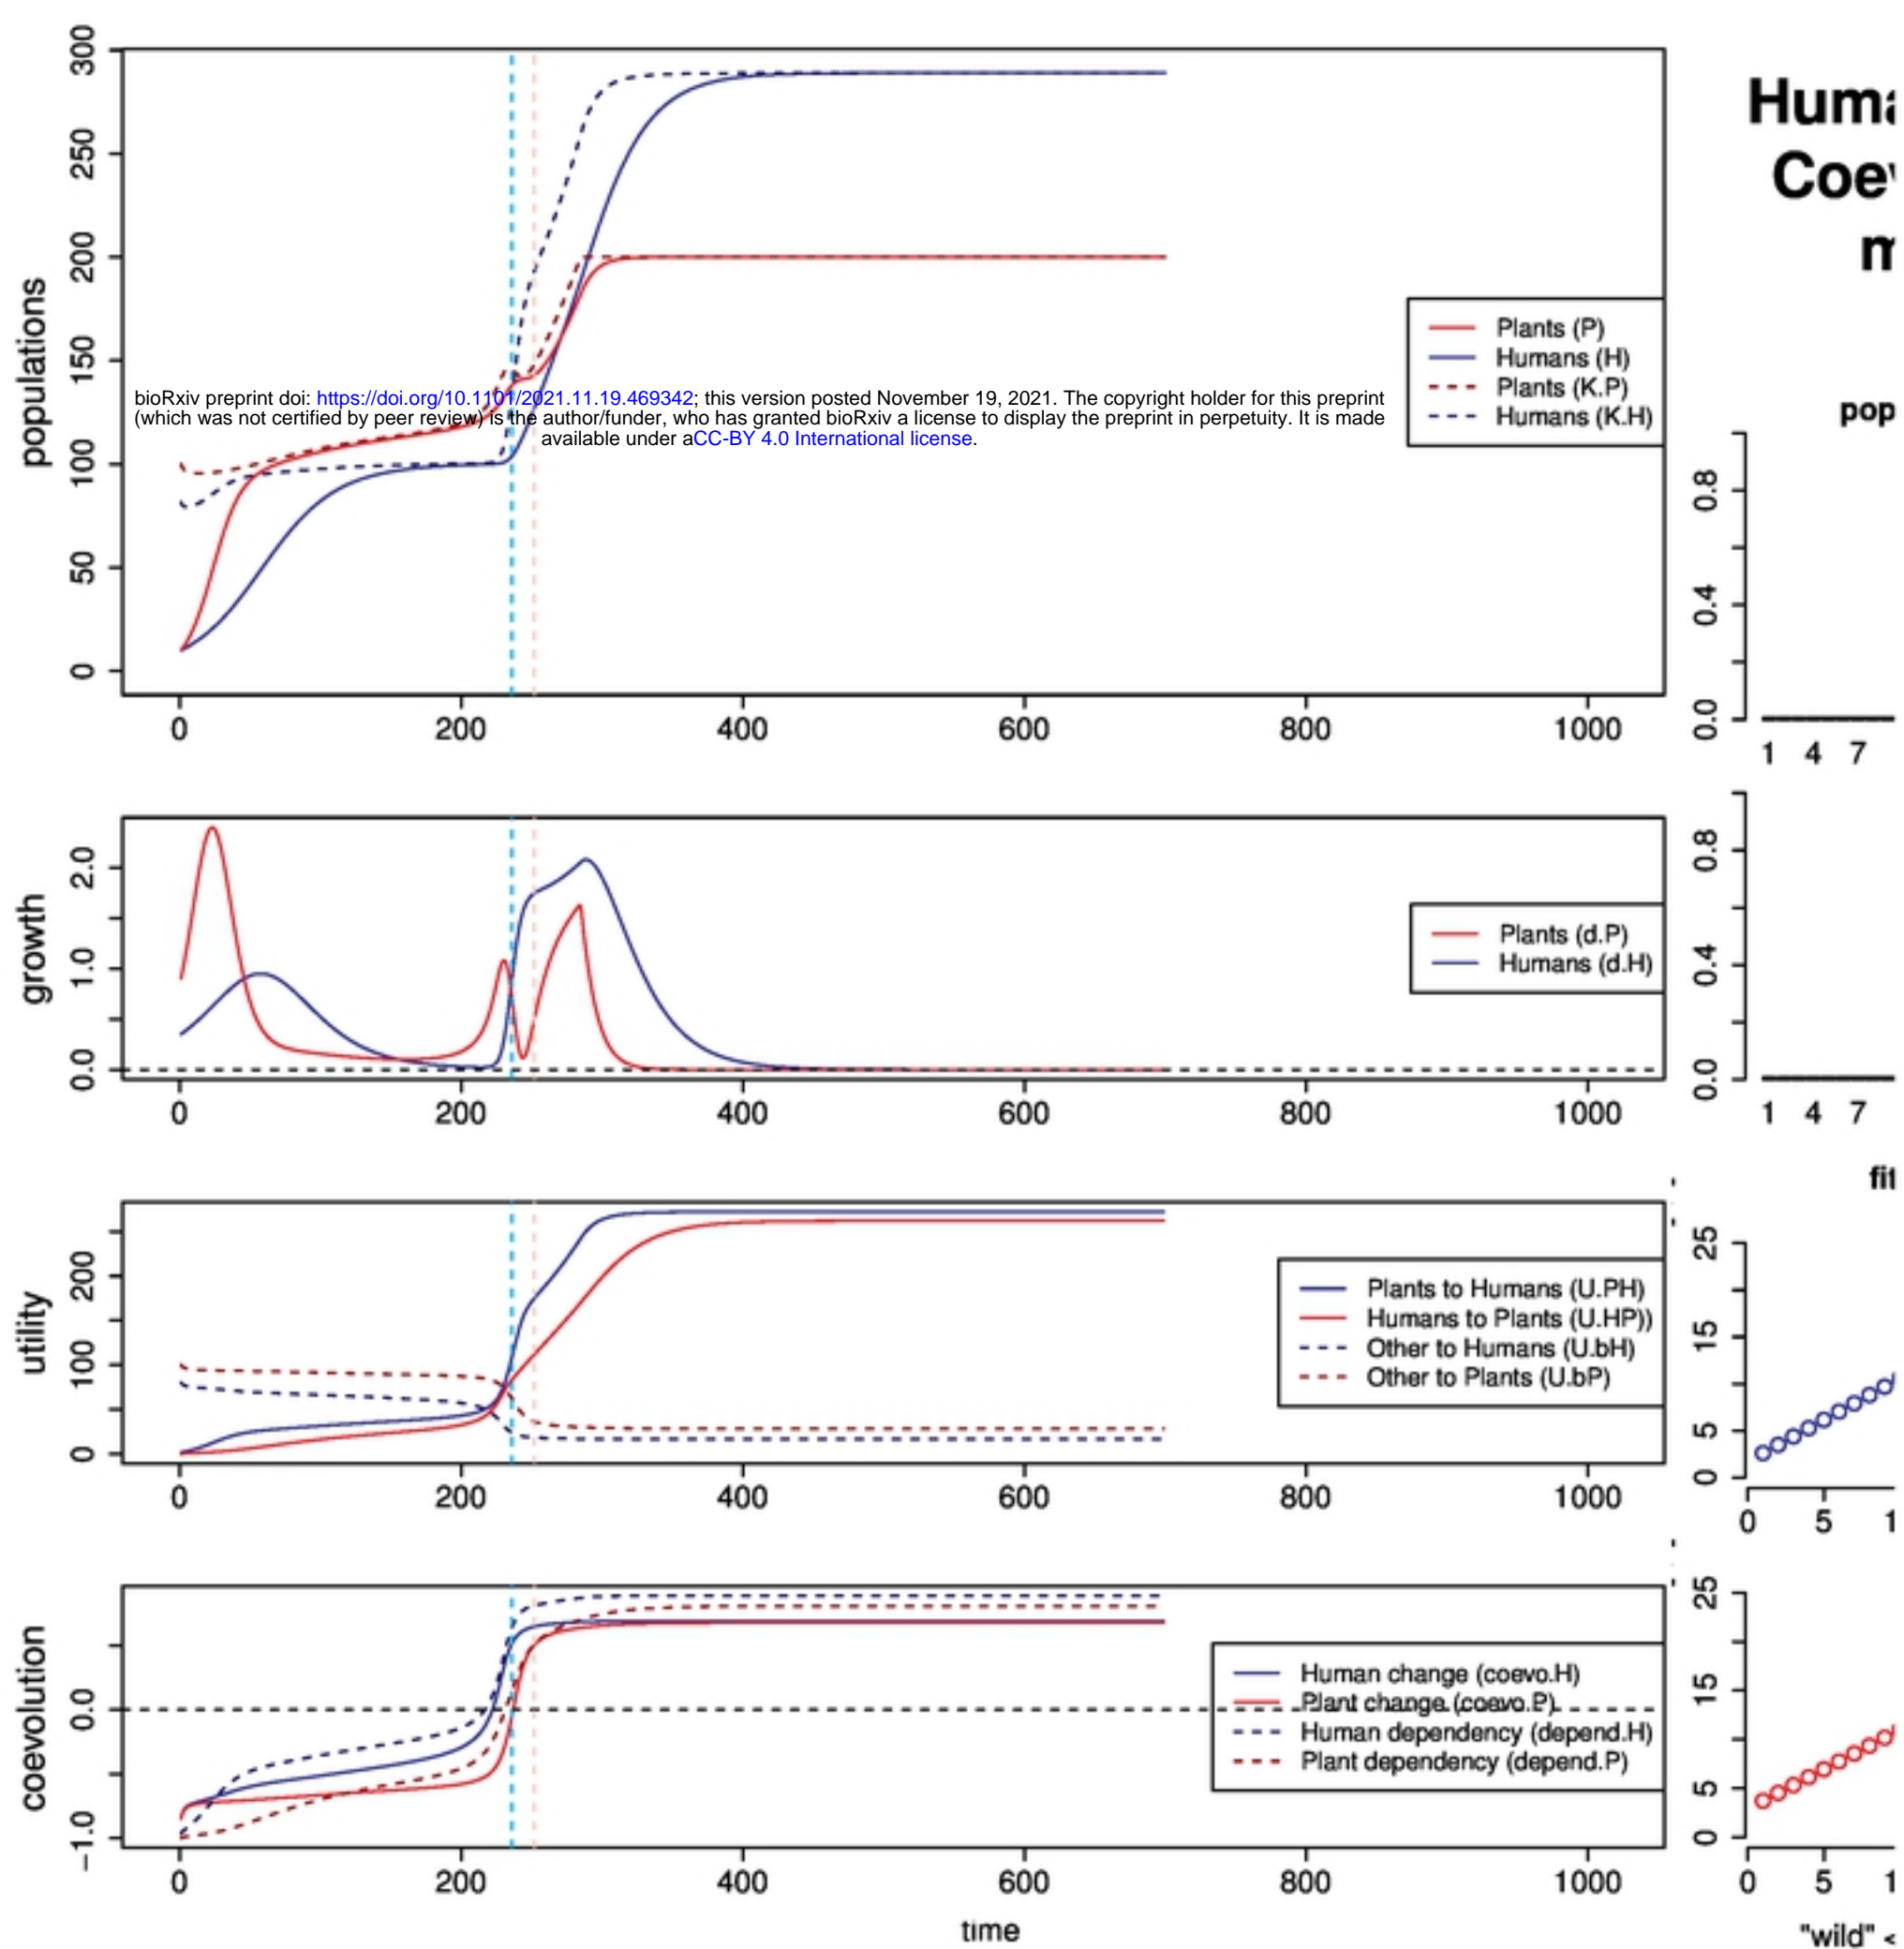 populations
300
250
200
150
100
50
0
Plants (P)
Humans (H)
Plants (K.P)
Humans (K.H)
bioRxiv preprint doi: https://doi.org/10.1101/2021.11.19.469342; this version posted November 19, 2021. The copyright holder for this preprint
(which was not certified by peer review) is the author/funder, who has granted bioRxiv a license to display the preprint in perpetuity. It is made
available under aCC-BY 4.0 International license.
0 200 400 600 800 1000
growth
2.0
1.0
0.0
Plants (d.P)
Humans (d.H)
0 200 400 600 800 1000
utility
200
100
0
Plants to Humans (U.PH)
Humans to Plants (U.HP))
Other to Humans (U.bH)
Other to Plants (U.bP)
0 200 400 600 800 1000
coevolution
0.0
−1.0
Human change (coevo.H)
Plant change (coevo.P)
Human dependency (depend.H)
Plant dependency (depend.P)
0 200 400 600 800 1000
time
Huma
Coev
m
pop
0.8
0.4
0.0
1 4 7
0.8
0.4
0.0
1 4 7
fit
25
15
5
0
0 5 1
25
15
5
0
0 5 1
"wild" <